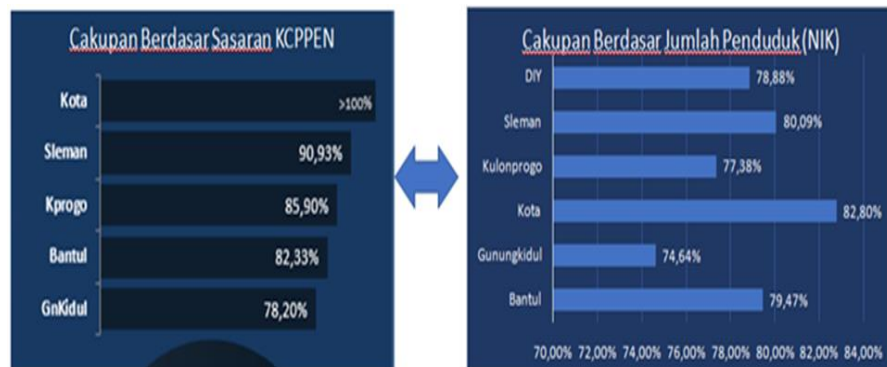 Cakupan Berdasar Sasaran KCPPEN
Kota
>100%
Sleman
90,93%
Kprogo
85,90%
Bantul
82,33%
GnKidul
78,20%
Cakupan Berdasar Jumlah Penduduk (NIK)
DIY
78,88%
Sleman
80,09%
Kulonprogo
77,38%
Kota
82,80%
Gunungkidul
74,64%
Bantul
79,47%
70,00% 72,00% 74,00% 76,00% 78,00% 80,00% 82,00% 84,00%